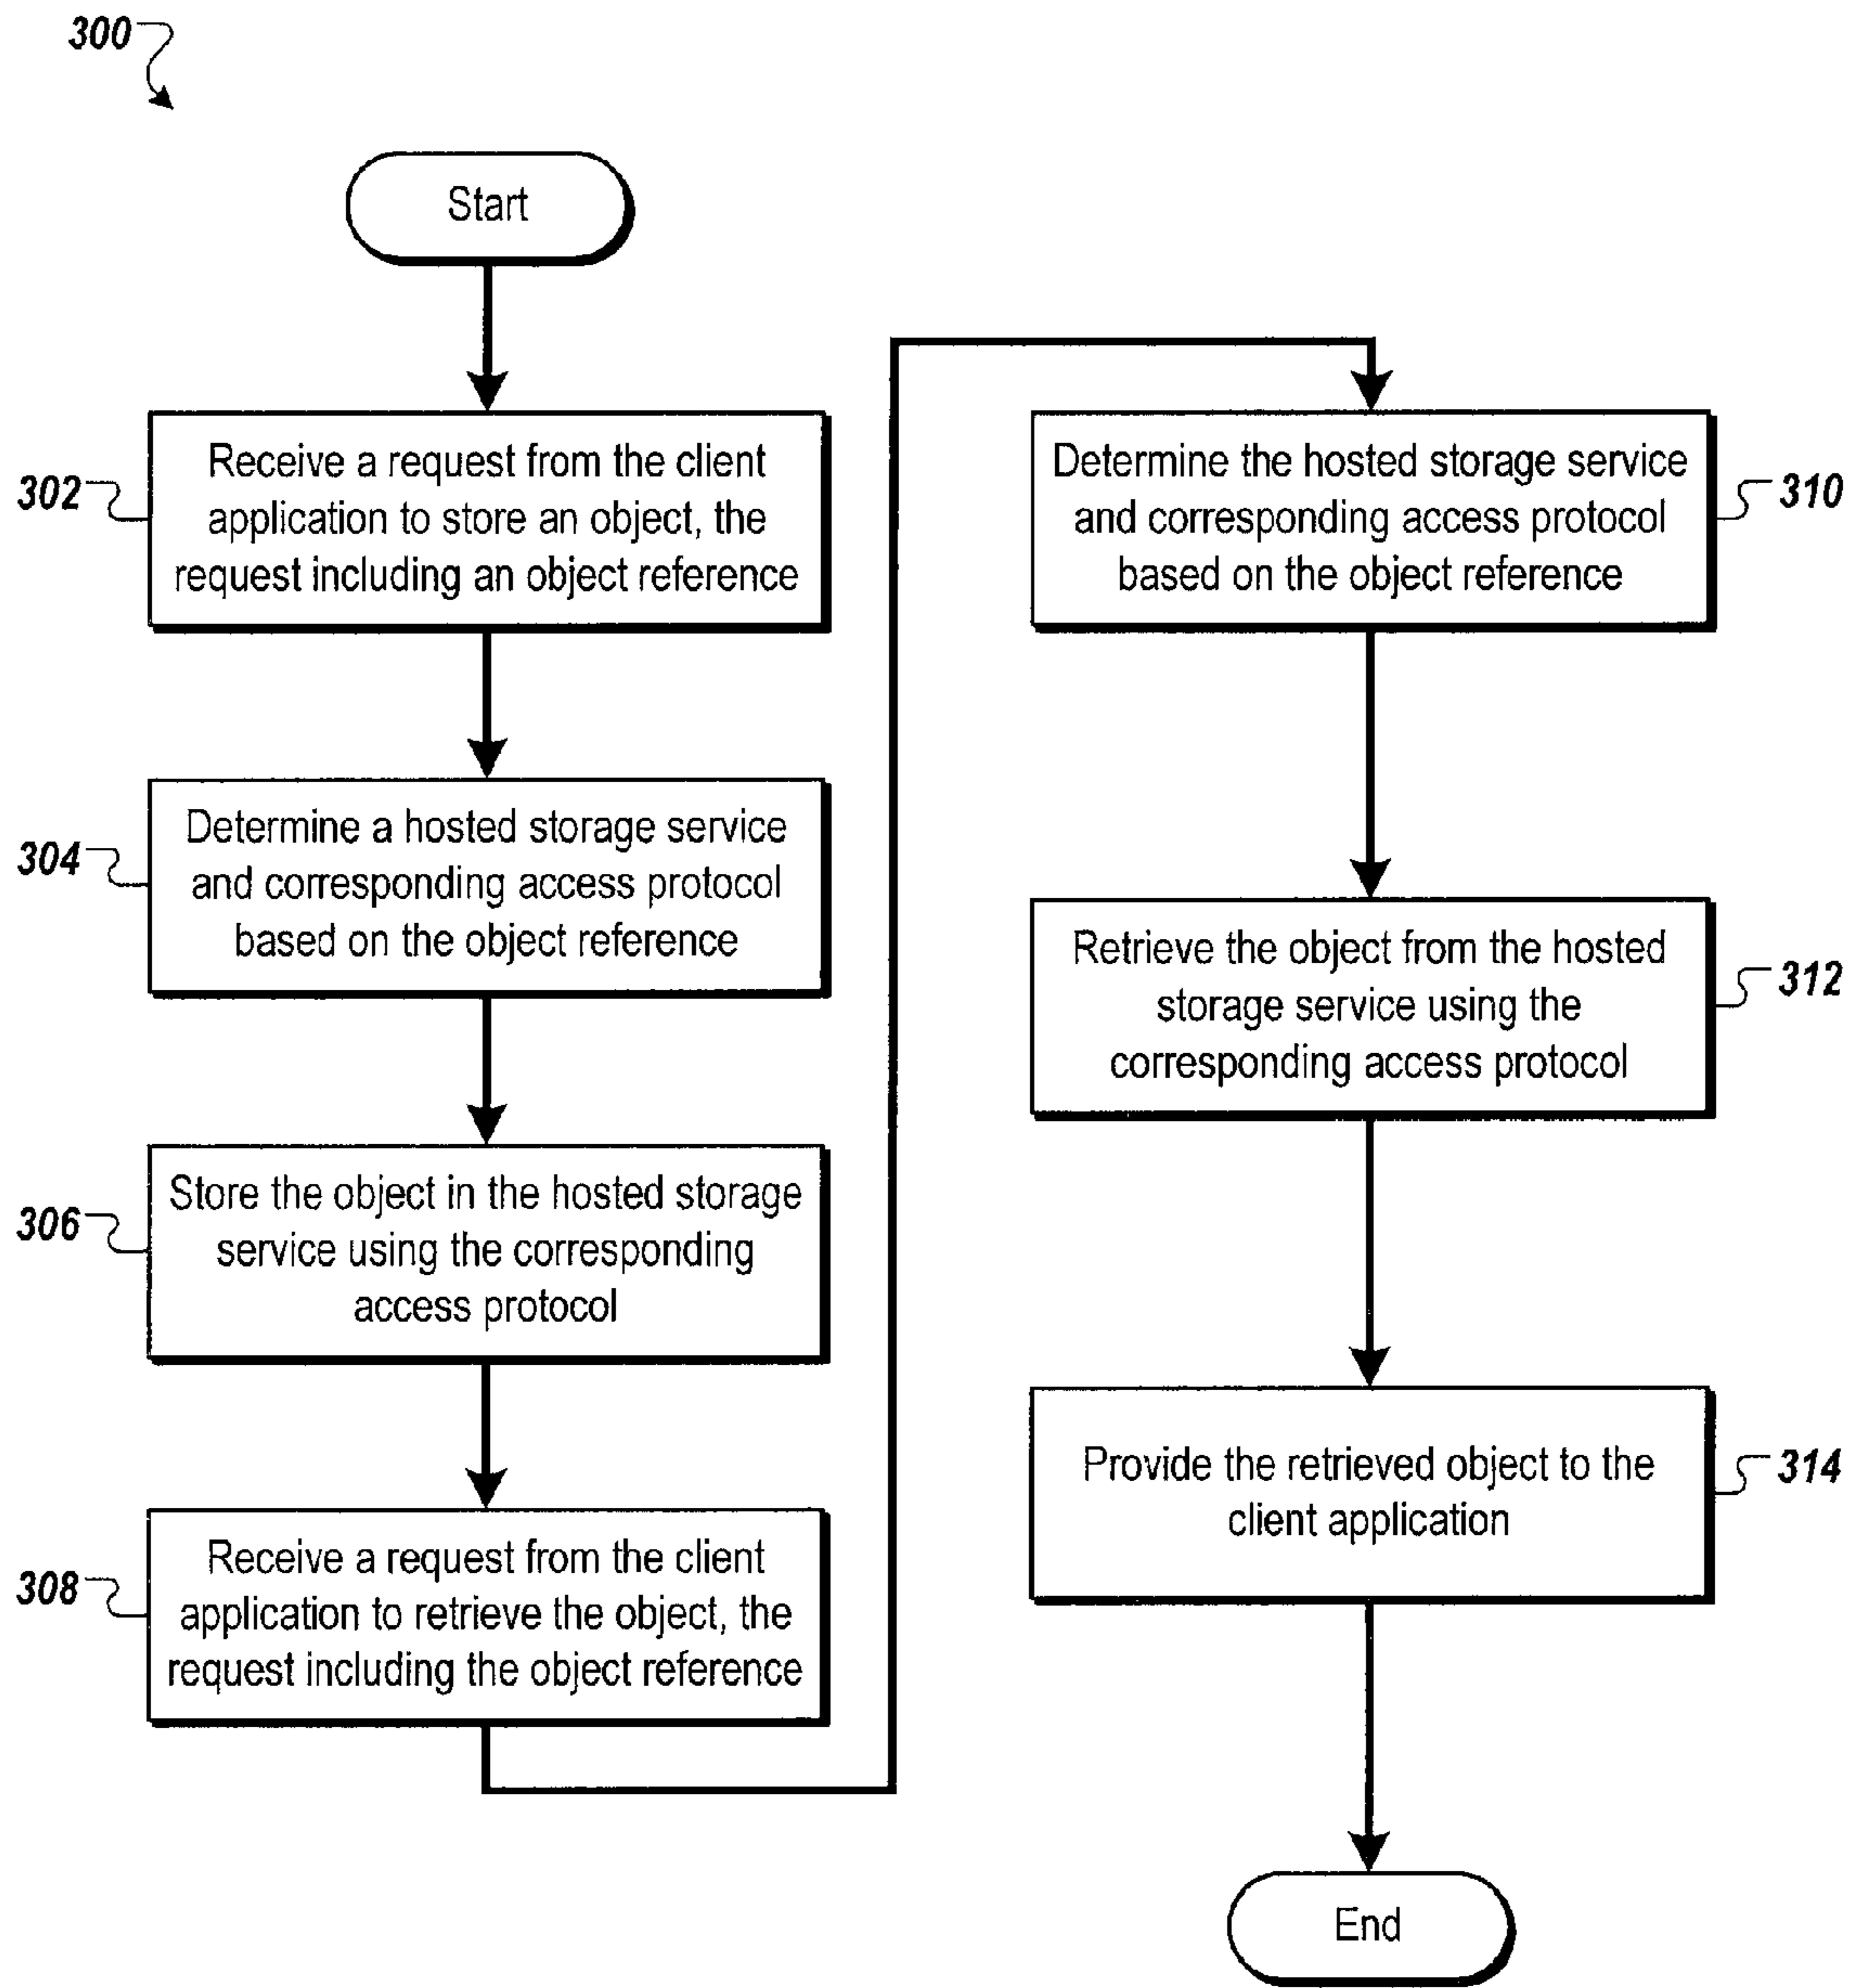 300
Start
302
Receive a request from the client
application to store an object, the
request including an object reference
304
Determine a hosted storage service
and corresponding access protocol
based on the object reference
306
Store the object in the hosted storage
service using the corresponding
access protocol
308
Receive a request from the client
application to retrieve the object, the
request including the object reference
Determine the hosted storage service
and corresponding access protocol
based on the object reference
310
Retrieve the object from the hosted
storage service using the
corresponding access protocol
312
Provide the retrieved object to the
client application
314
End